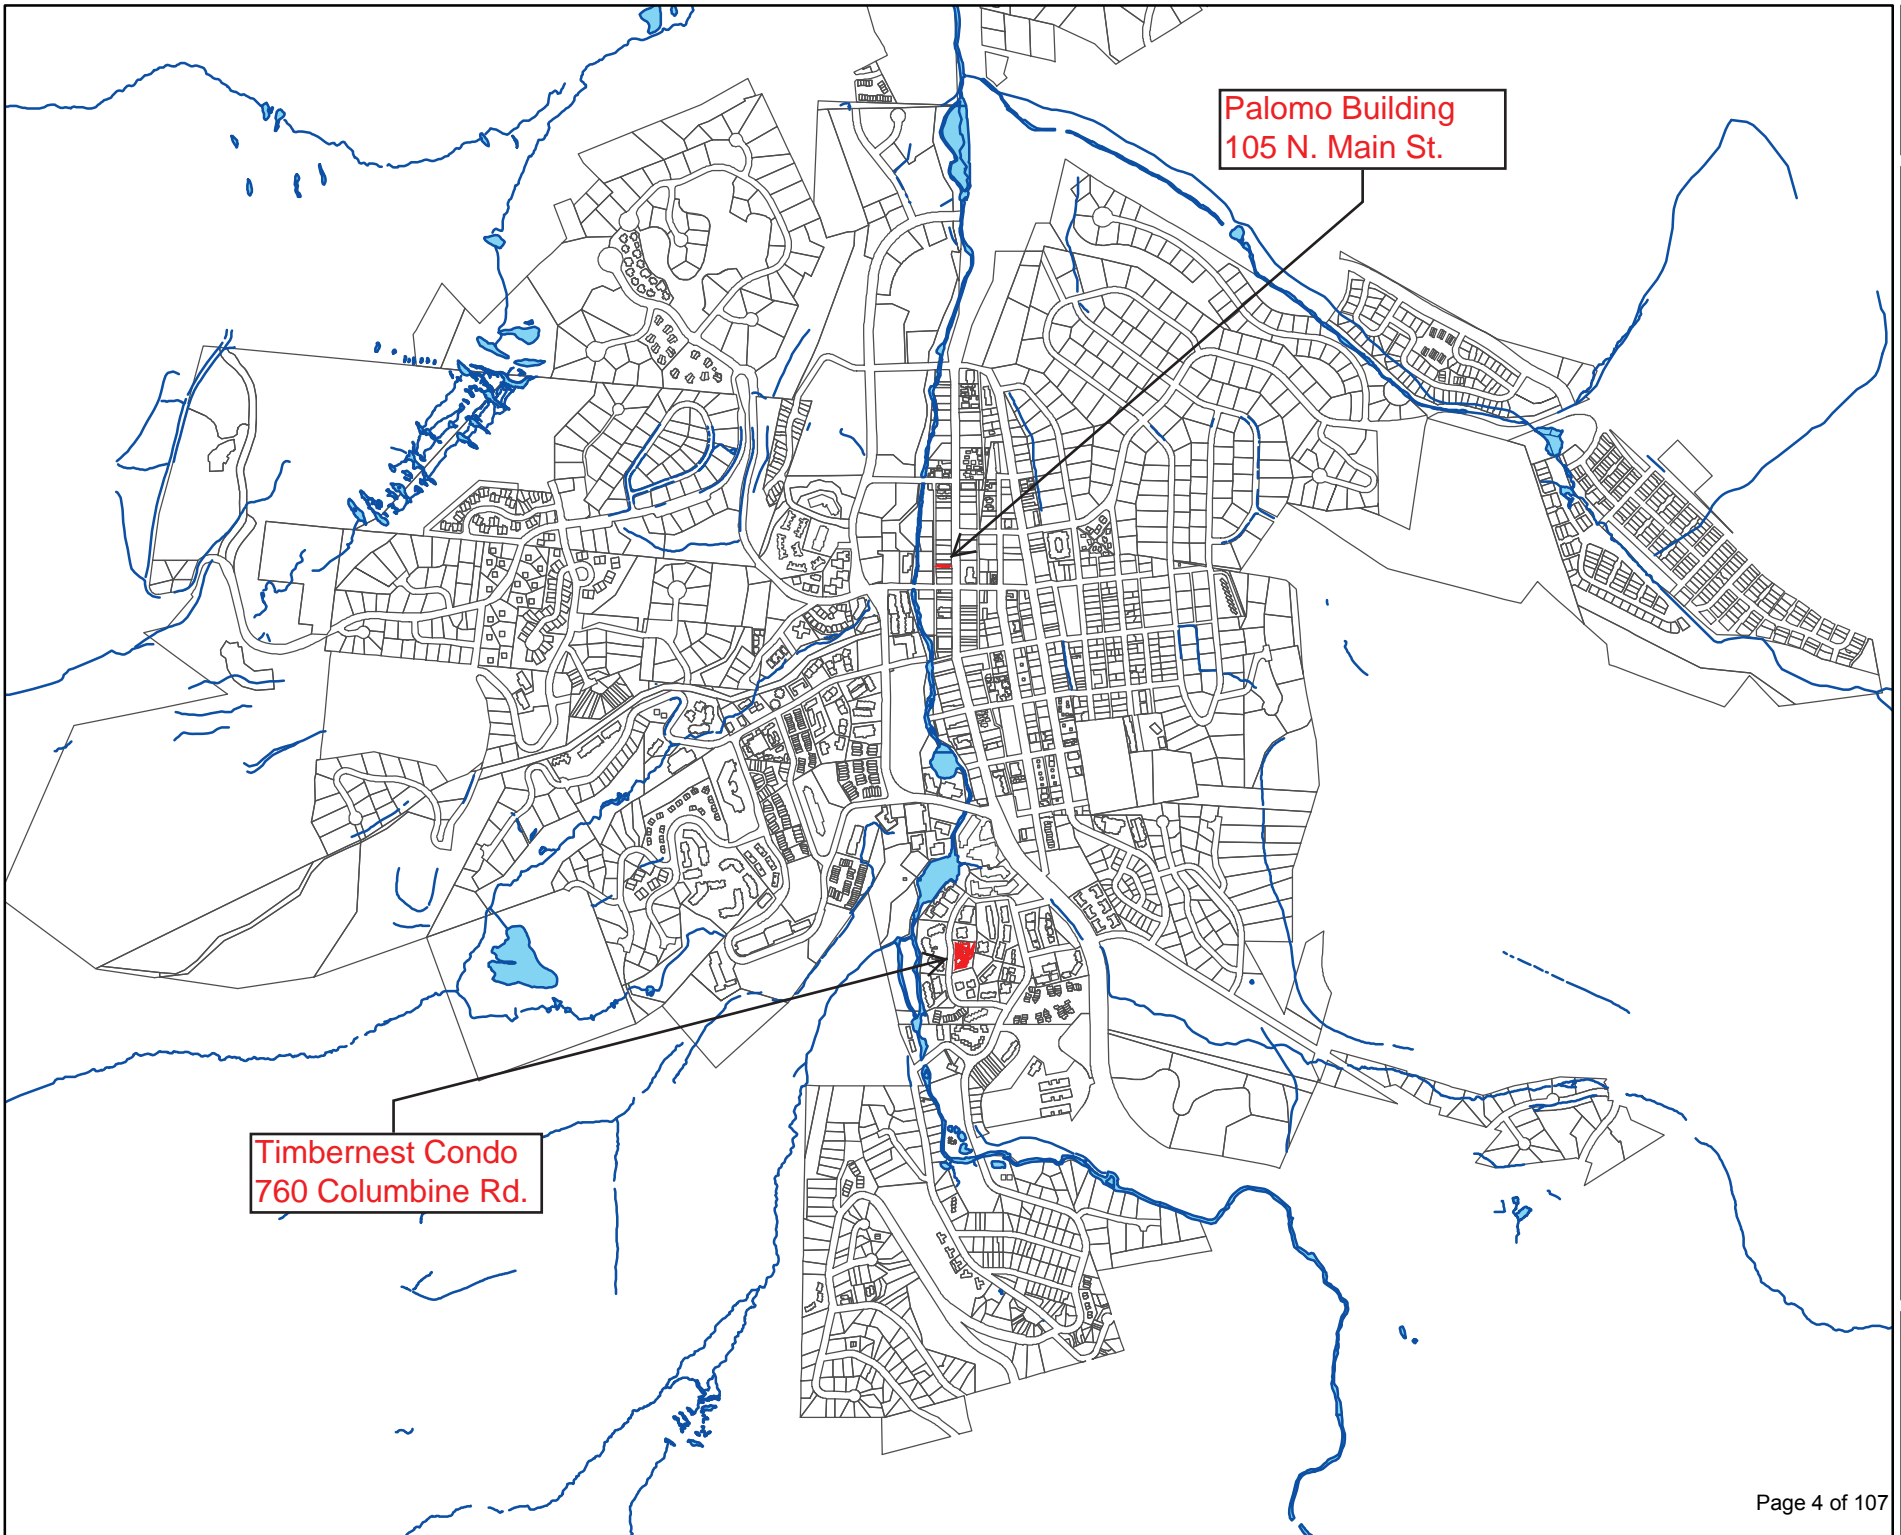 Palomo Building
105 N. Main St.
Timbernest Condo
760 Columbine Rd.
Page 4 of 107